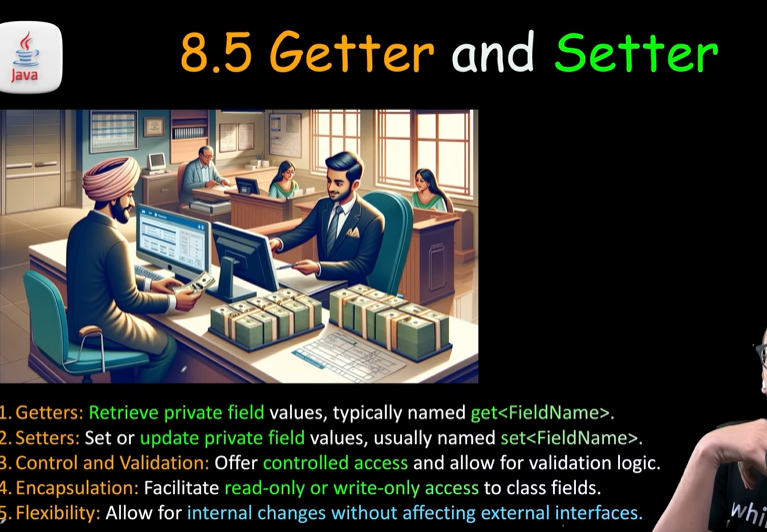 Java
8.5 Getter and Setter
1. Getters: Retrieve private field values, typically named get<FieldName>.
2. Setters: Set or update private field values, usually named set<FieldName>.
3. Control and Validation: Offer controlled access and allow for validation logic.
4. Encapsulation: Facilitate read-only or write-only access to class fields.
5. Flexibility: Allow for internal changes without affecting external interfaces.